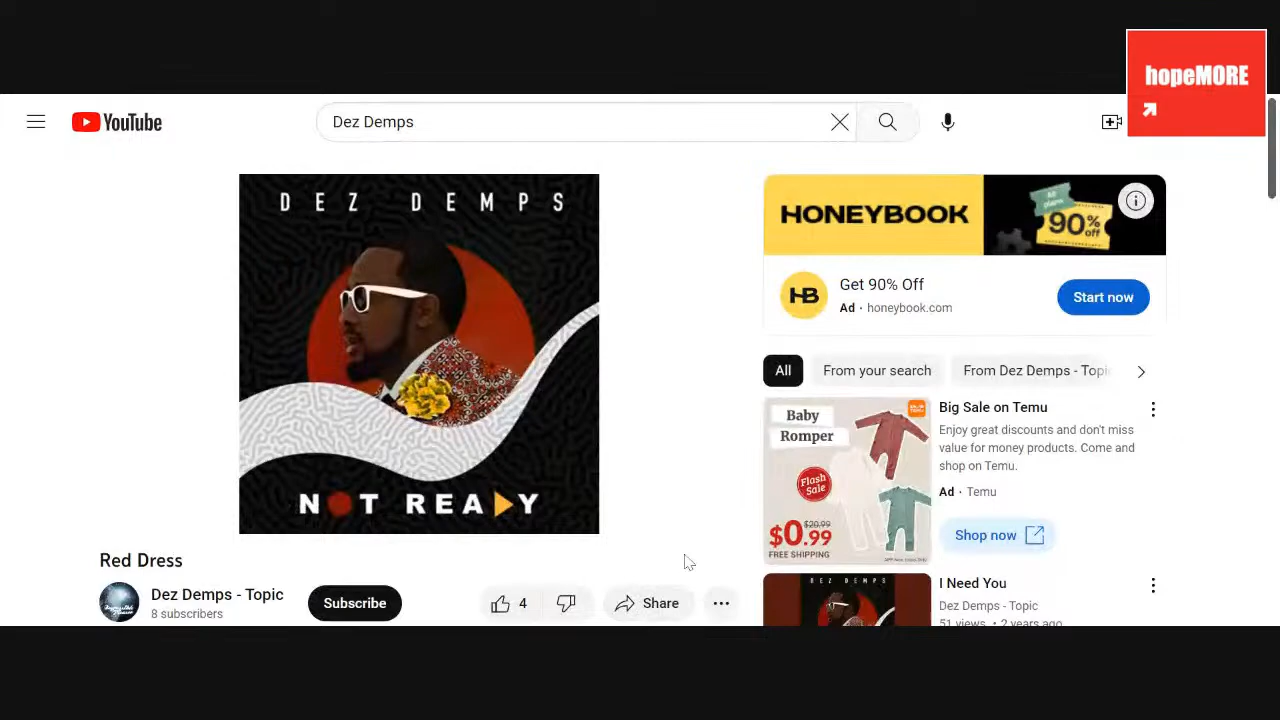 hopeMORE
YouTube
Dez Demps
DEZ DEMPS
NOT READY
Red Dress
Dez Demps - Topic
8 subscribers
Subscribe
4
Share
HONEYBOOK
90%
off
Get 90% Off
Ad · honeybook.com
Start now
HB
All
From your search
From Dez Demps - Topi
Baby
Romper
Flash
Sale
$20.99
$0.99
FREE SHIPPING
Big Sale on Temu
Enjoy great discounts and don't miss
value for money products. Come and
shop on Temu.
Ad · Temu
Shop now
DEZ DEMPS
I Need You
Dez Demps - Topic
51 views · 2 years ago